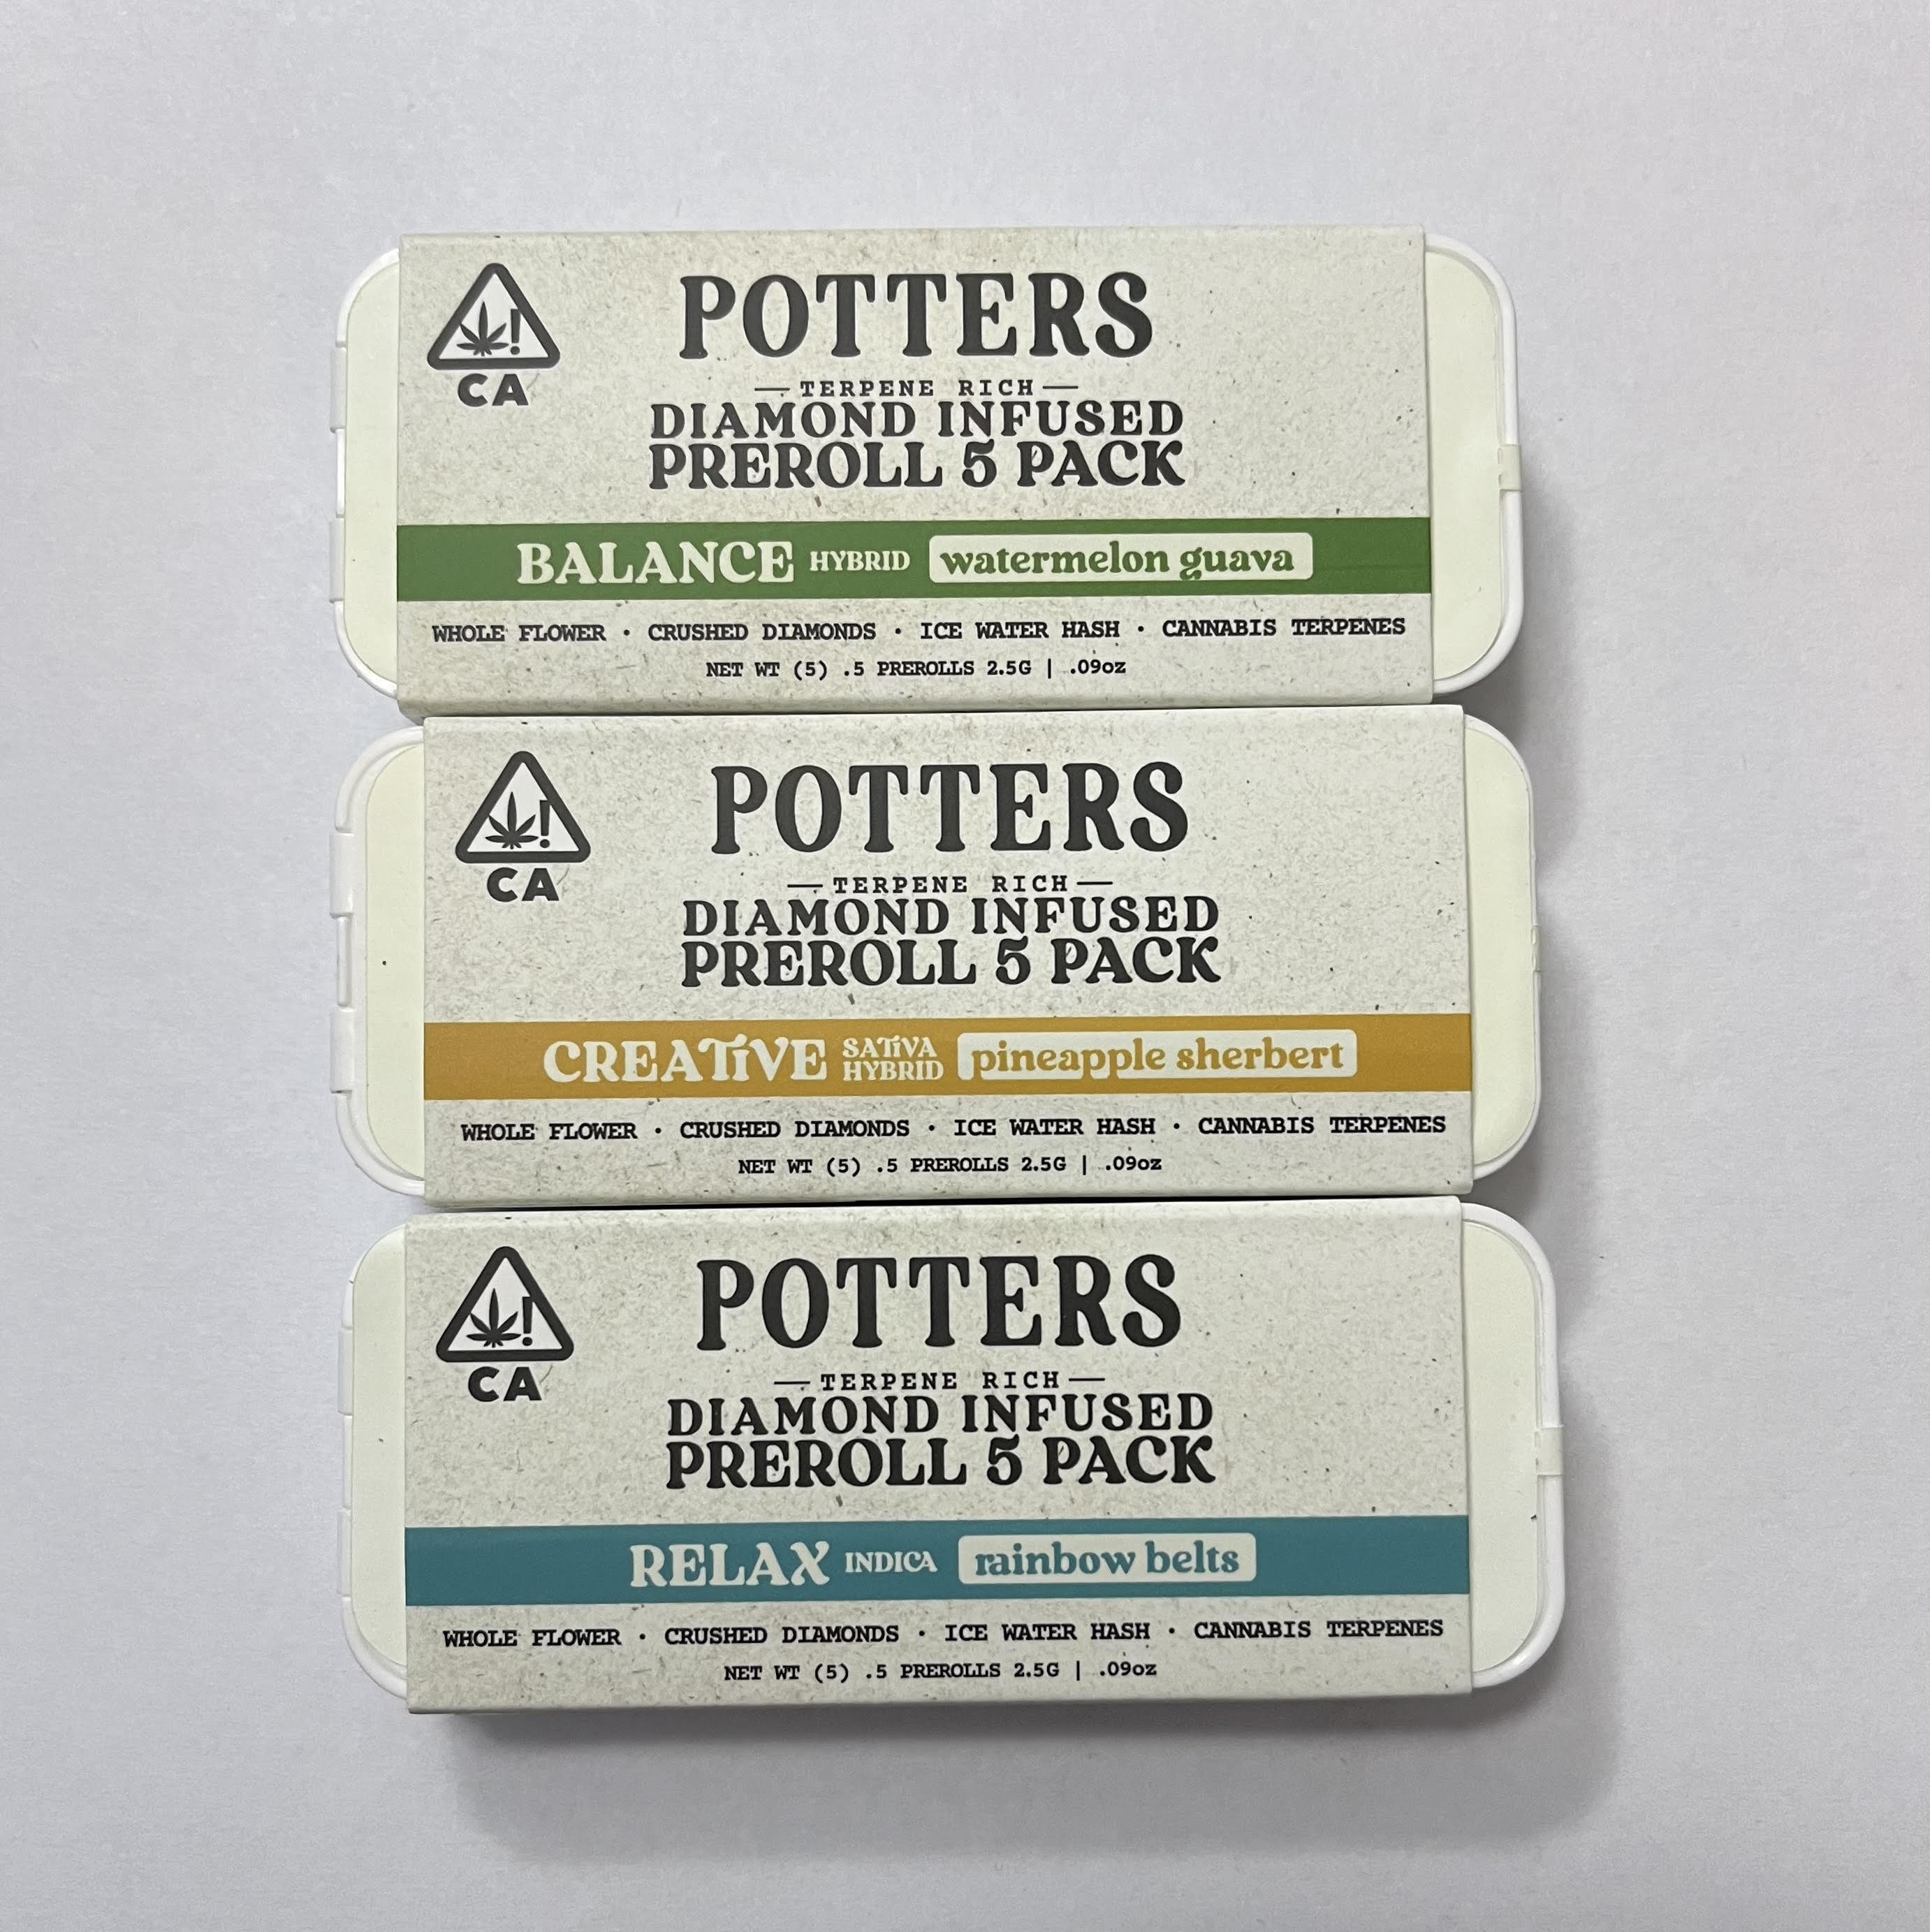 CA
POTTERS
TERPENE RICH
DIAMOND INFUSED
PREROLL 5 PACK
BALANCE HYBRID watermelon guava
WHOLE FLOWER · CRUSHED DIAMONDS · ICE WATER HASH · CANNABIS TERPENES
NET WT (5) .5 PREROLLS 2.5G | .09oz
CA
POTTERS
TERPENE RICH
DIAMOND INFUSED
PREROLL 5 PACK
CREATiVE SATiVA HYBRID pineapple sherbert
WHOLE FLOWER · CRUSHED DIAMONDS · ICE WATER HASH · CANNABIS TERPENES
NET WT (5) .5 PREROLLS 2.5G | .09oz
CA
POTTERS
TERPENE RICH
DIAMOND INFUSED
PREROLL 5 PACK
RELAX INDICA rainbow belts
WHOLE FLOWER · CRUSHED DIAMONDS · ICE WATER HASH · CANNABIS TERPENES
NET WT (5) .5 PREROLLS 2.5G | .09oz